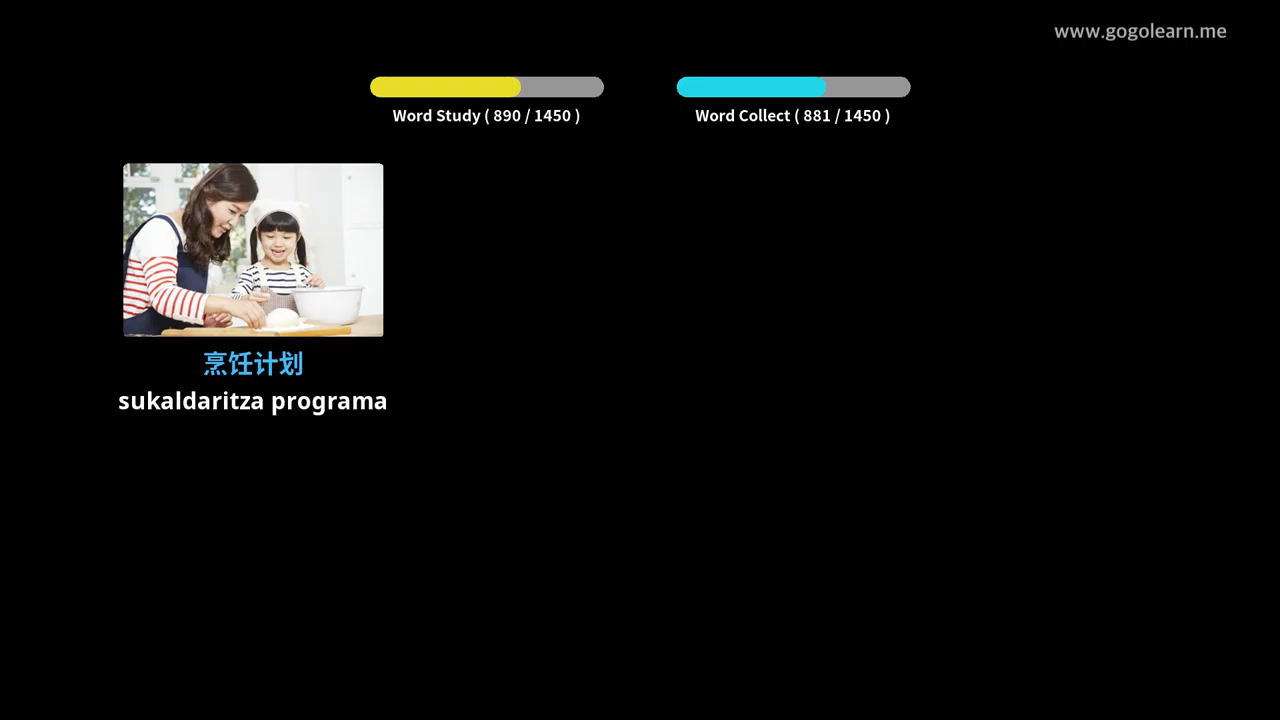 www.gogolearn.me
Word Study ( 890 / 1450 )
Word Collect ( 881 / 1450 )
烹饪计划
sukaldaritza programa